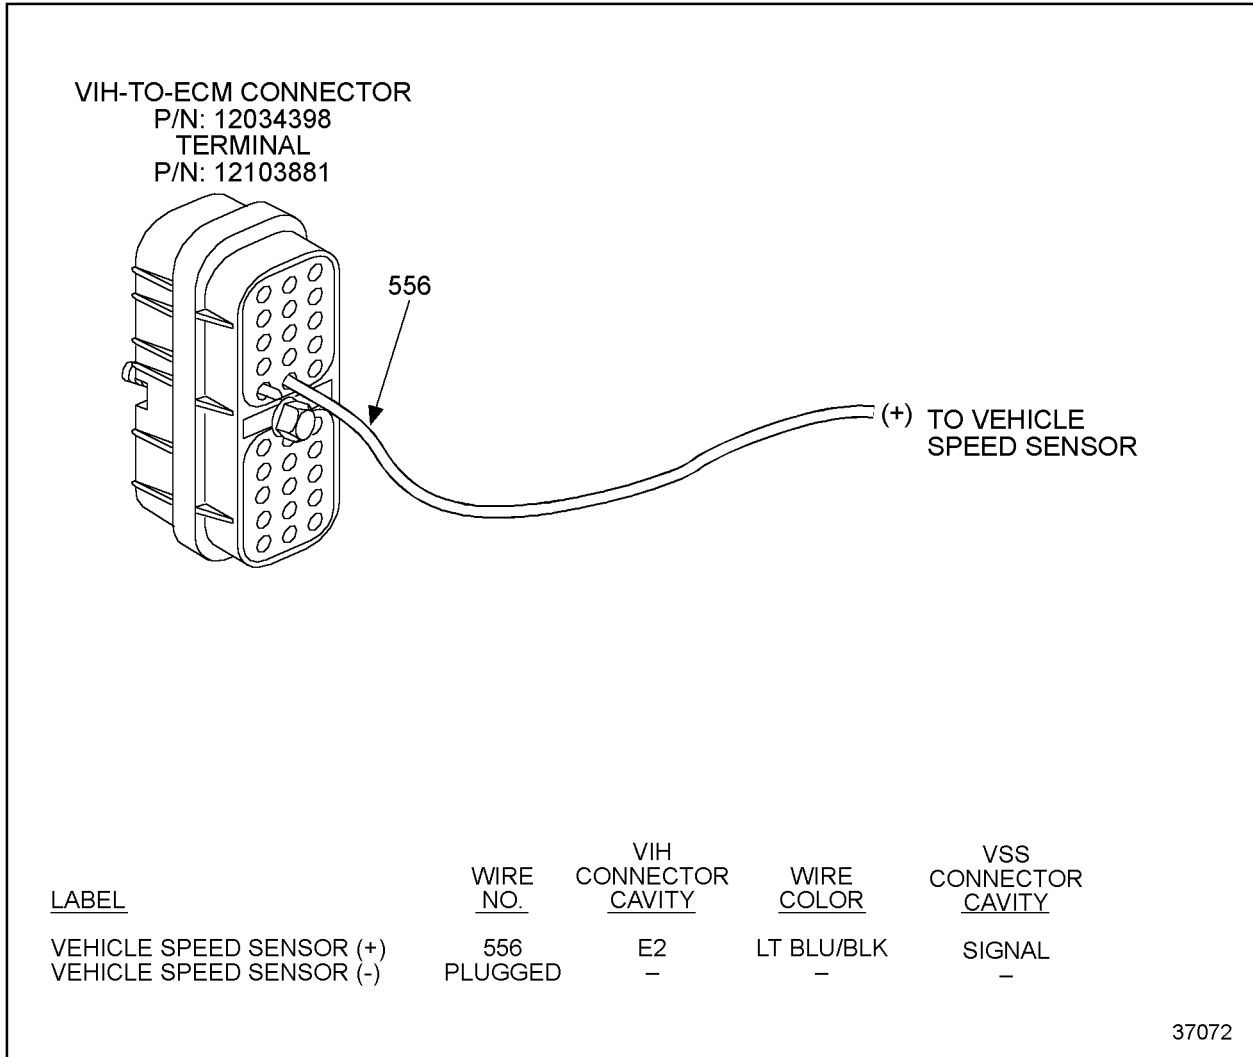 VIH-TO-ECM CONNECTOR
P/N: 12034398
TERMINAL
P/N: 12103881
556
(+) TO VEHICLE
SPEED SENSOR
LABEL
WIRE
NO.
VIH
CONNECTOR
CAVITY
WIRE
COLOR
VSS
CONNECTOR
CAVITY
VEHICLE SPEED SENSOR (+) 556 E2 LT BLU/BLK SIGNAL
VEHICLE SPEED SENSOR (-) PLUGGED – – –
37072